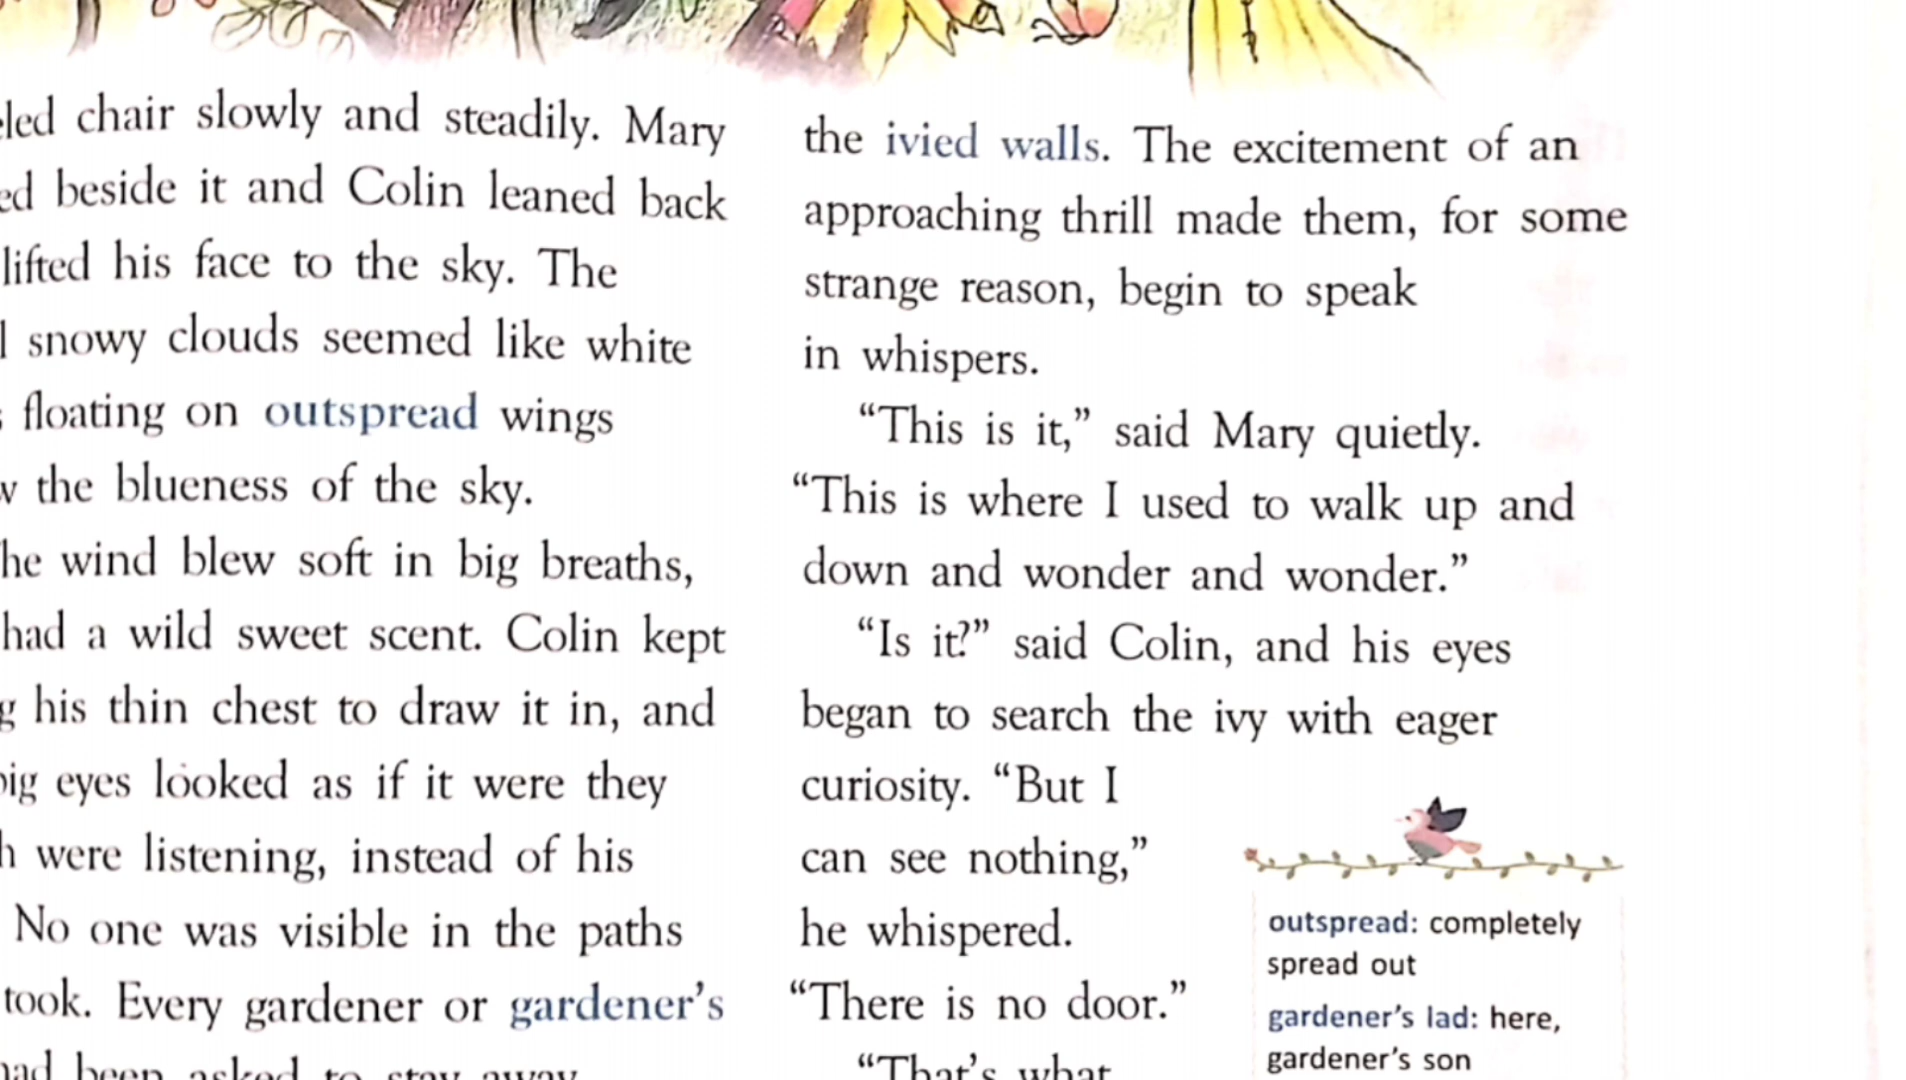 chair slowly and steadily. Mary
beside it and Colin leaned back
lifted his face to the sky. The
snowy clouds seemed like white
floating on outspread wings
the blueness of the sky.
wind blew soft in big breaths,
had a wild sweet scent. Colin kept
his thin chest to draw it in, and
eyes looked as if it were they
were listening, instead of his
No one was visible in the paths
took. Every gardener or gardener's
been asked to stay away
the ivied walls. The excitement of an
approaching thrill made them, for some
strange reason, begin to speak
in whispers.
“This is it,” said Mary quietly.
“This is where I used to walk up and
down and wonder and wonder.”
“Is it?” said Colin, and his eyes
began to search the ivy with eager
curiosity. “But I
can see nothing,”
he whispered.
“There is no door.”
“That's what
outspread: completely
spread out
gardener's lad: here,
gardener's son